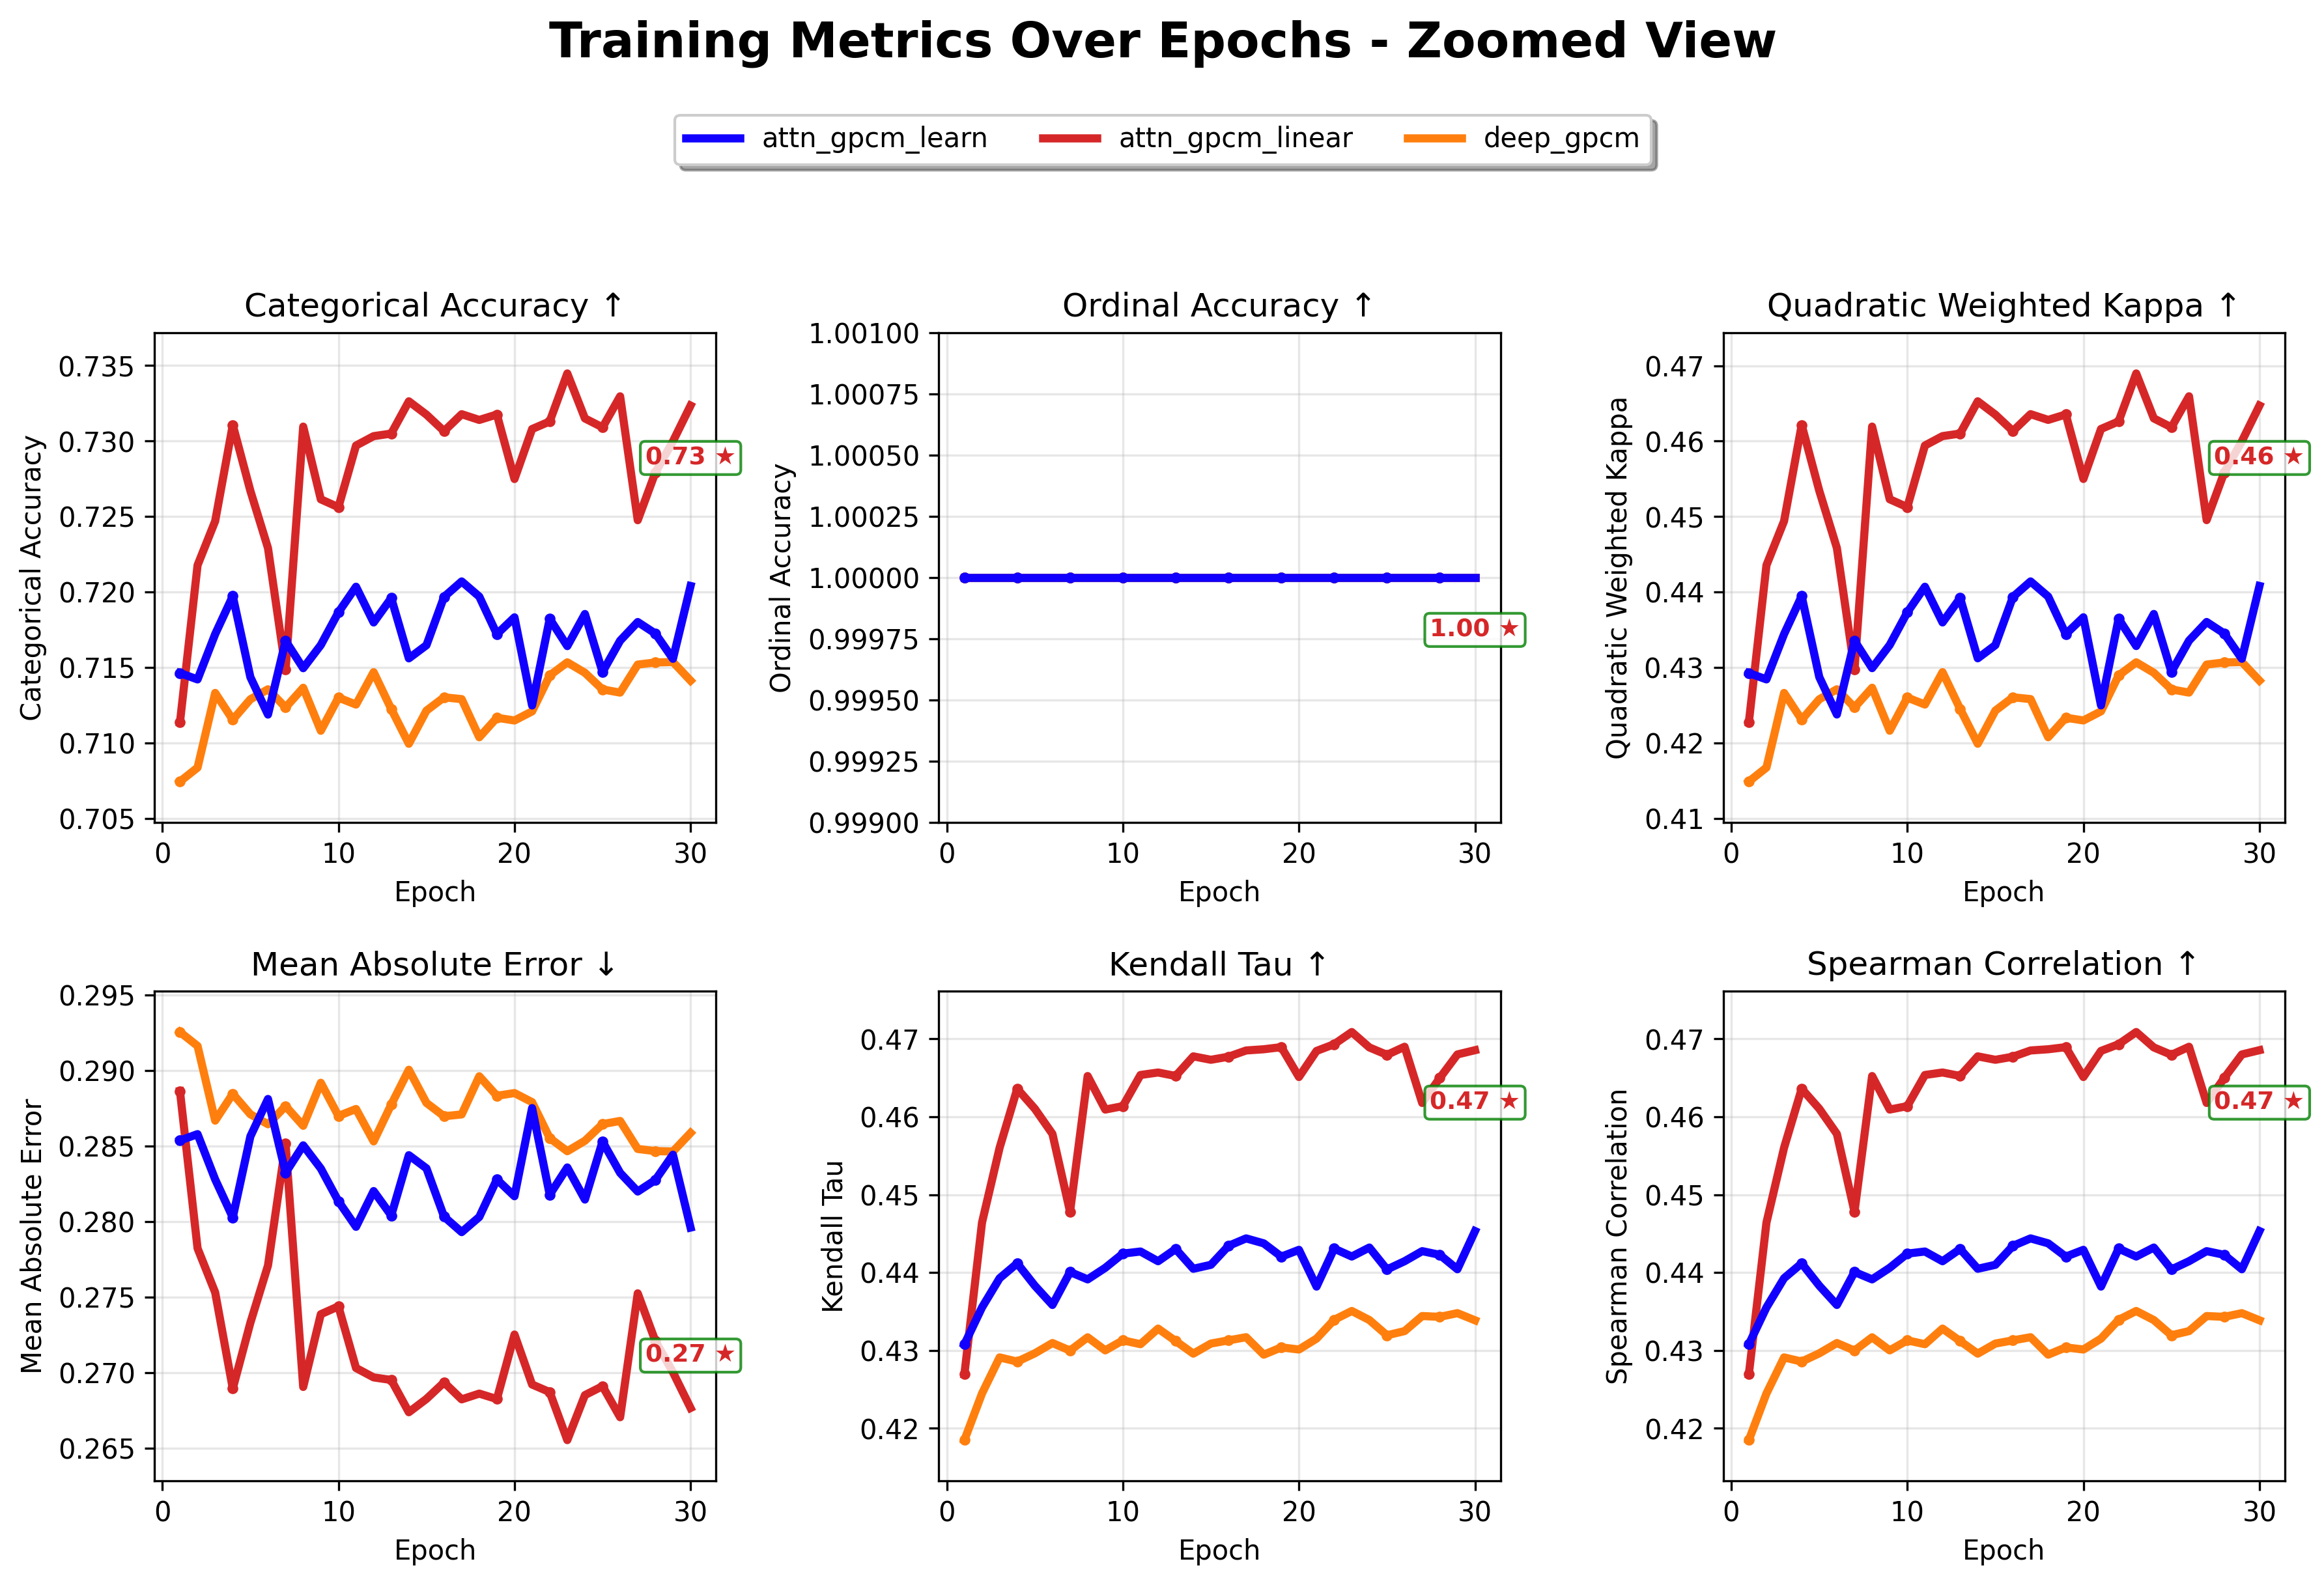 Training Metrics Over Epochs - Zoomed View
attn_gpcm_learn attn_gpcm_linear deep_gpcm
Categorical Accuracy ↑
Categorical Accuracy
0.735
0.730
0.725
0.720
0.715
0.710
0.705
0.73 ★
0 10 20 30
Epoch
Ordinal Accuracy ↑
Ordinal Accuracy
1.00100
1.00075
1.00050
1.00025
1.00000
0.99975
0.99950
0.99925
0.99900
1.00 ★
0 10 20 30
Epoch
Quadratic Weighted Kappa ↑
Quadratic Weighted Kappa
0.47
0.46
0.45
0.44
0.43
0.42
0.41
0.46 ★
0 10 20 30
Epoch
Mean Absolute Error ↓
Mean Absolute Error
0.295
0.290
0.285
0.280
0.275
0.270
0.265
0.27 ★
0 10 20 30
Epoch
Kendall Tau ↑
Kendall Tau
0.47
0.46
0.45
0.44
0.43
0.42
0.47 ★
0 10 20 30
Epoch
Spearman Correlation ↑
Spearman Correlation
0.47
0.46
0.45
0.44
0.43
0.42
0.47 ★
0 10 20 30
Epoch